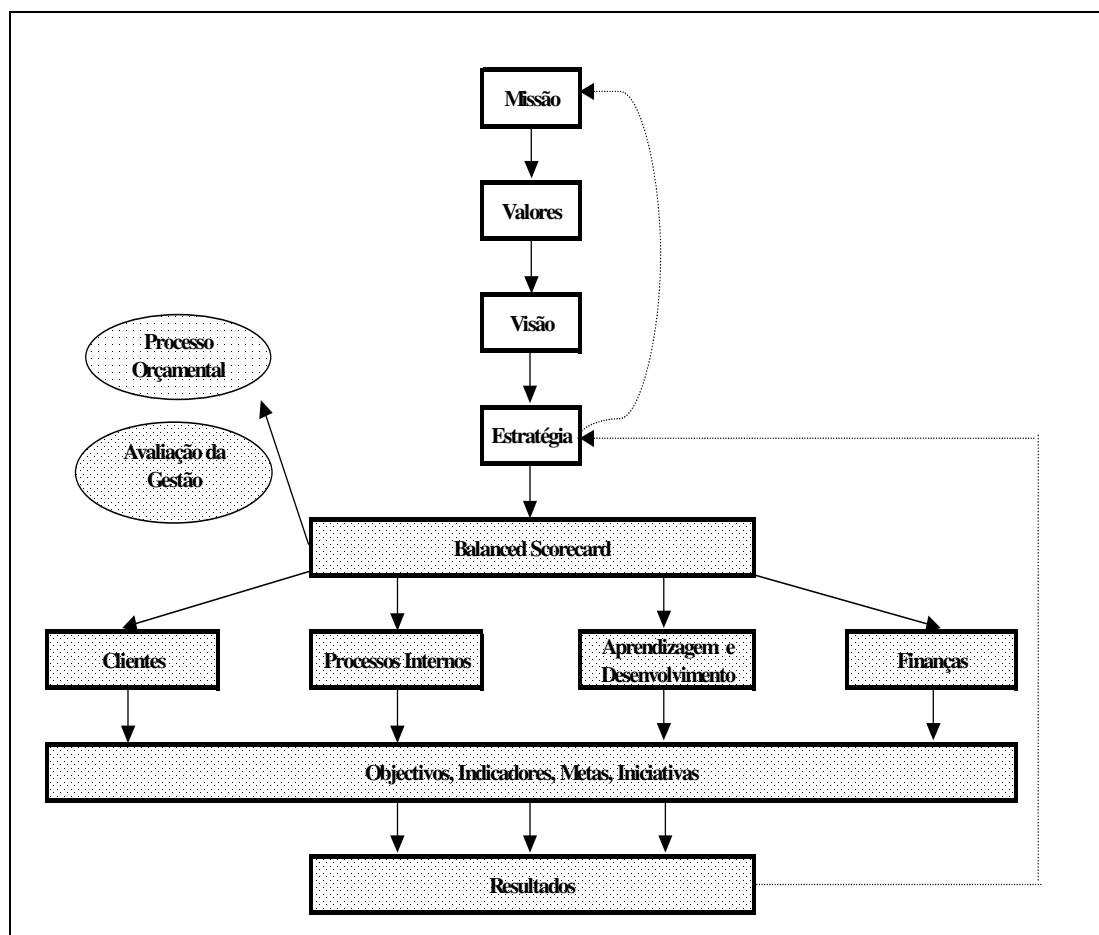 Missão
Valores
Visão
Processo
Orçamental
Estratégia
Avaliação da
Gestão
Balanced Scorecard
Clientes
Processos Internos
Aprendizagem e
Desenvolvimento
Finanças
Objectivos, Indicadores, Metas, Iniciativas
Resultados